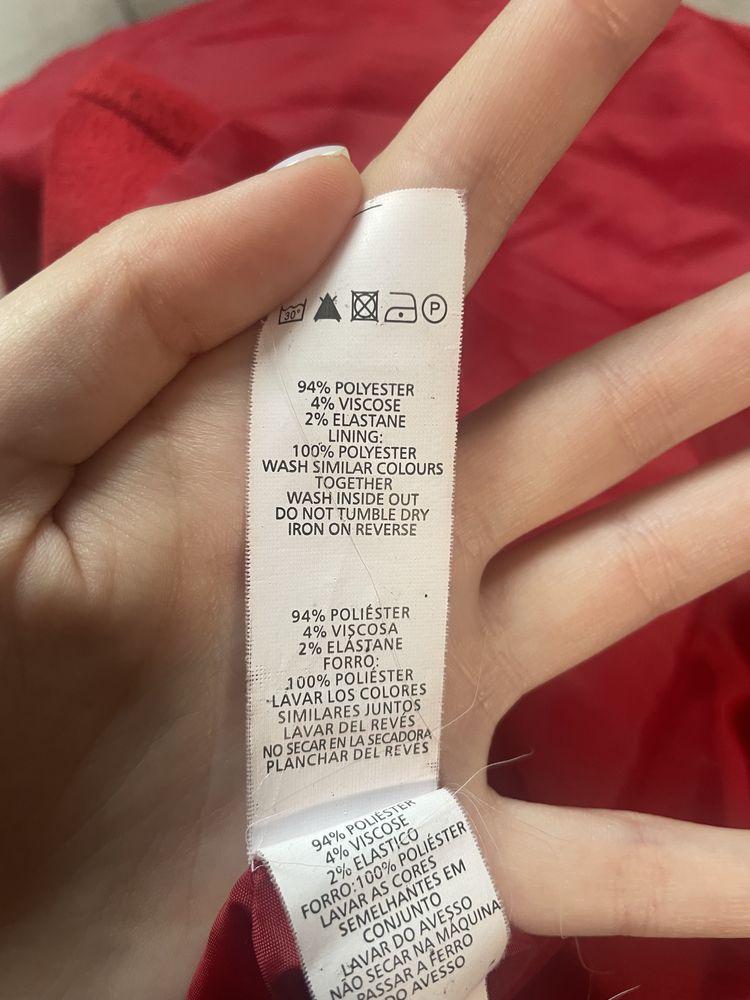 30°
P
94% POLYESTER
4% VISCOSE
2% ELASTANE
LINING:
100% POLYESTER
WASH SIMILAR COLOURS
TOGETHER
WASH INSIDE OUT
DO NOT TUMBLE DRY
IRON ON REVERSE
94% POLIÉSTER
4% VISCOSA
2% ELÁSTANE
FORRO:
100% POLIÉSTER
LAVAR LOS COLORES
SIMILARES JUNTOS
LAVAR DEL REVÉS
NO SECAR EN LA SECADORA
PLANCHAR DEL REVÉS
94% POLIÉSTER
4% VISCOSE
2% ELASTICO
FORRO:100% POLIÉSTER
LAVAR AS CORES
SEMELHANTES EM
CONJUNTO
LAVAR DO AVESSO
NÃO SECAR NA MÁQUINA
PASSAR A FERRO
DO AVESSO